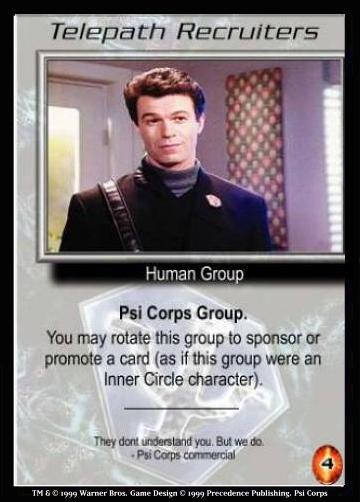 Telepath Recruiters
Human Group
Psi Corps Group.
You may rotate this group to sponsor or
promote a card (as if this group were an
Inner Circle character).
They dont understand you. But we do.
- Psi Corps commercial
4
TM & © 1999 Warner Bros. Game Design © 1999 Precedence Publishing. Psi Corps